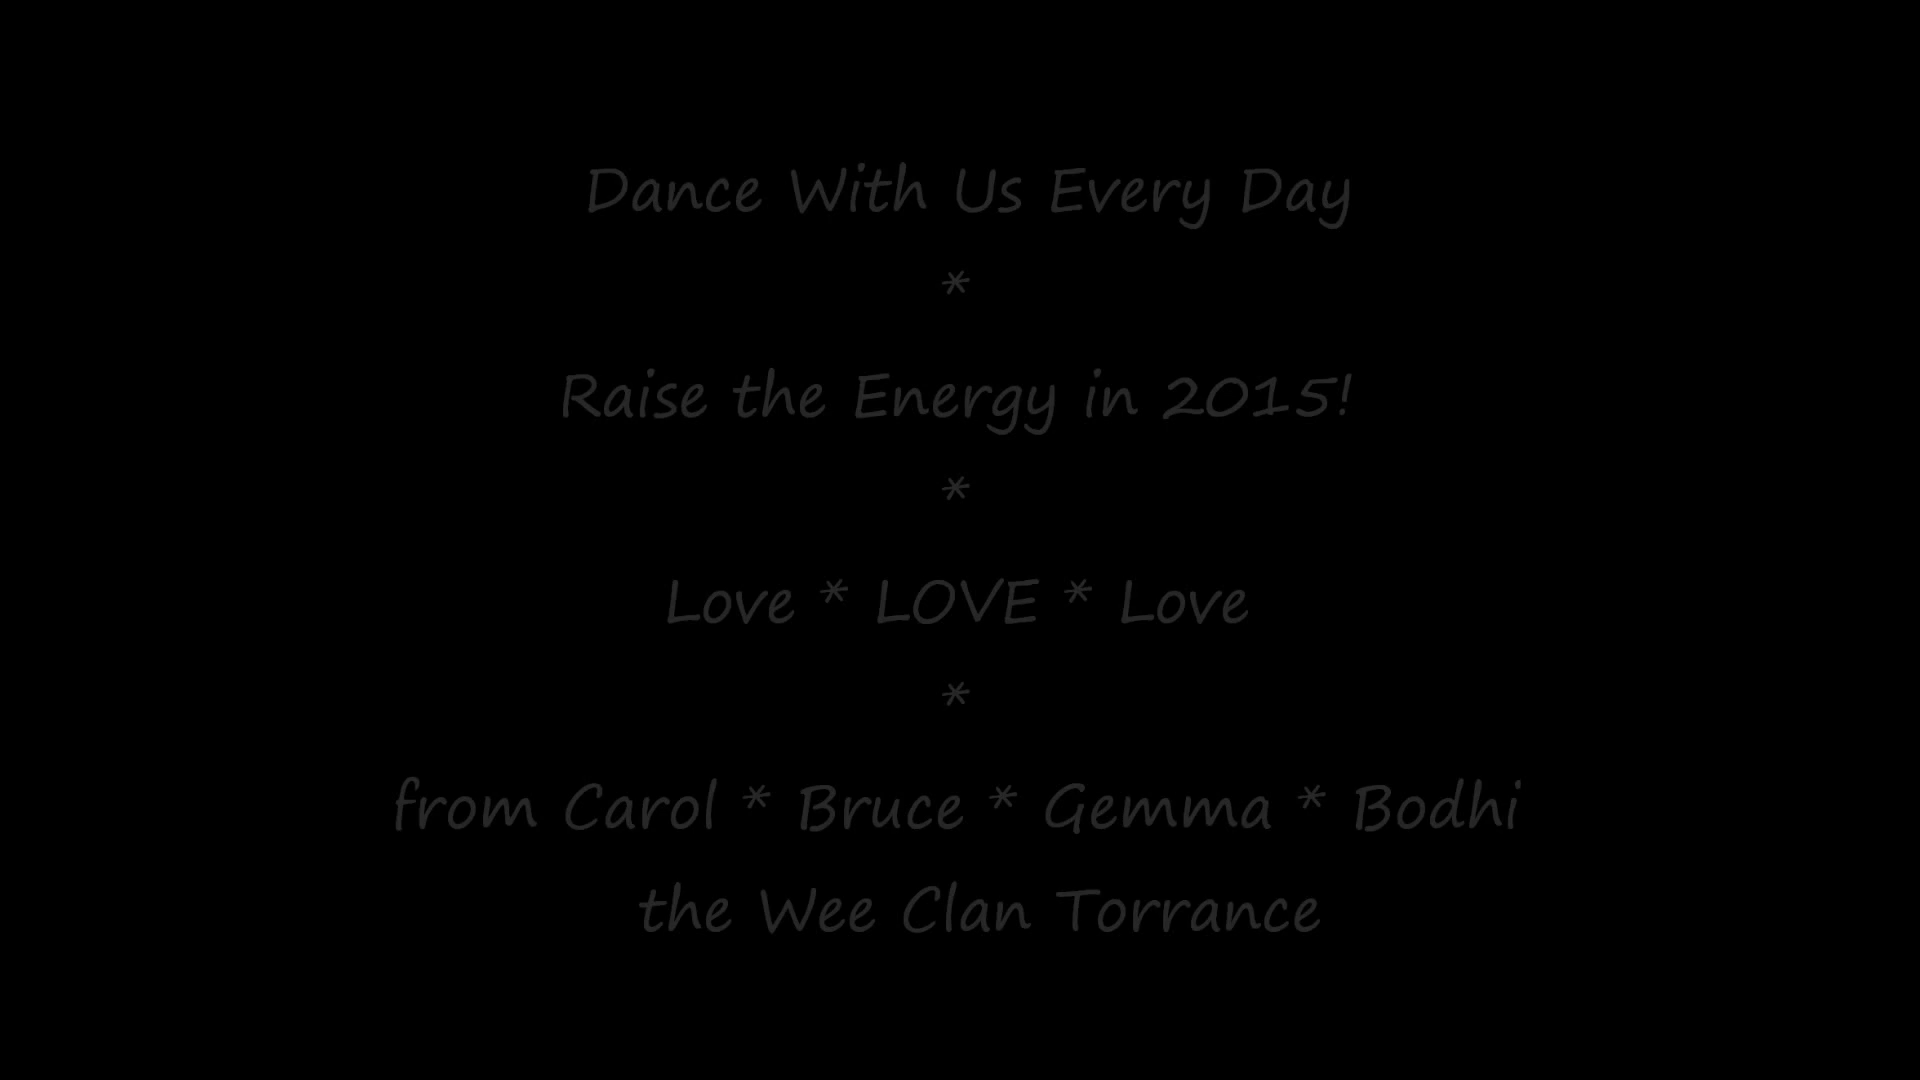 Dance With Us Every Day
*
Raise the Energy in 2015!
*
Love * LOVE * Love
*
from Carol * Bruce * Gemma * Bodhi
the Wee Clan Torrance